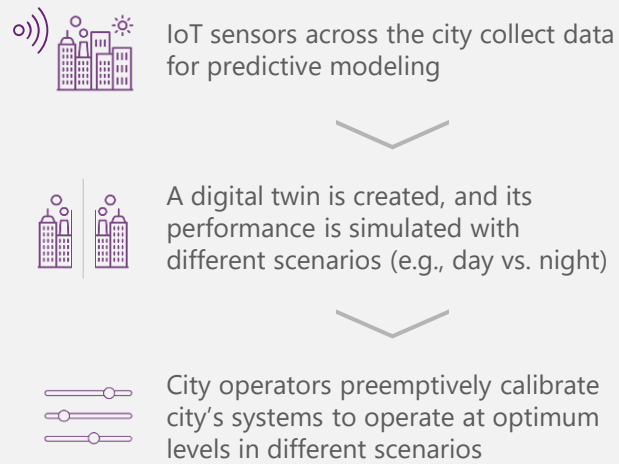 IoT sensors across the city collect data
for predictive modeling
A digital twin is created, and its
performance is simulated with
different scenarios (e.g., day vs. night)
City operators preemptively calibrate
city’s systems to operate at optimum
levels in different scenarios